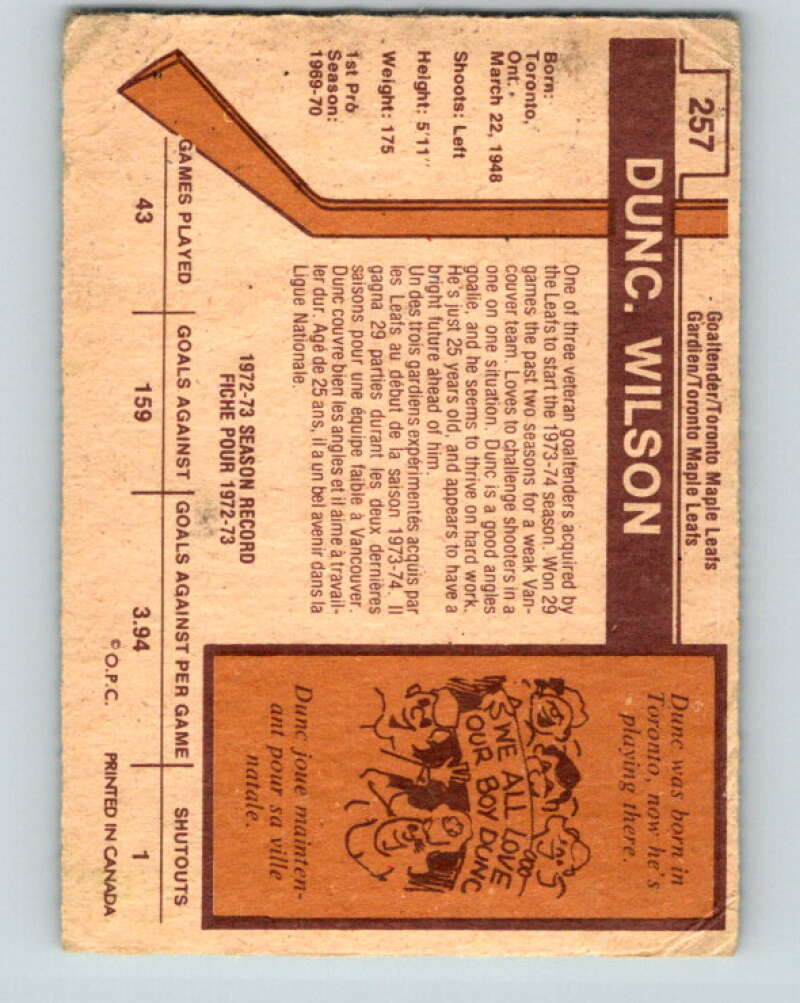 257
Goaltender/Toronto Maple Leafs
Gardien/Toronto Maple Leafs
DUNC. WILSON
Born:
Toronto,
Ont.
March 22, 1948
Shoots: Left
Height: 5'11"
Weight: 175
1st Pro
Season:
1969-70
One of three veteran goaltenders acquired by
the Leafs to start the 1973-74 season. Won 29
games the past two seasons for a weak Van-
couver team. Loves to challenge shooters in a
one on one situation. Dunc is a good angles
goalie, and he seems to thrive on hard work.
He's just 25 years old, and appears to have a
bright future ahead of him.
Un des trois gardiens expérimentés acquis par
les Leafs au début de la saison 1973-74. Il
gagna 29 parties durant les deux dernières
saisons pour une équipe faible à Vancouver.
Dunc couvre bien les angles et il aime à travail-
ler dur. Agé de 25 ans, il a un bel avenir dans la
Ligue Nationale.
Dunc was born in
Toronto, now he's
playing there.
WE ALL LOVE
OUR BOY DUNC
Dunc joue mainten-
ant pour sa ville
natale.
1972-73 SEASON RECORD
FICHE POUR 1972-73
GAMES PLAYED GOALS AGAINST GOALS AGAINST PER GAME SHUTOUTS
43 159 3.94 1
© O.P.C. PRINTED IN CANADA